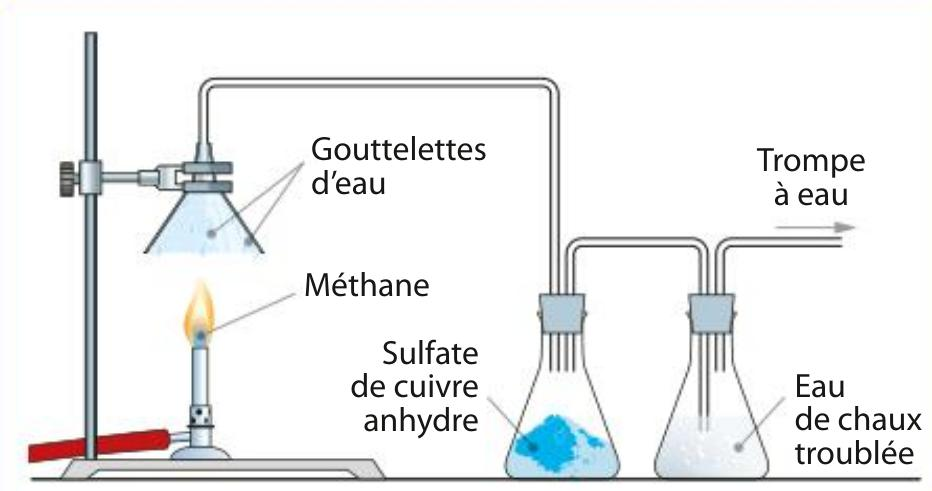 Gouttelettes
d'eau
Trompe
à eau
Méthane
Sulfate
de cuivre
anhydre
Eau
de chaux
troublée